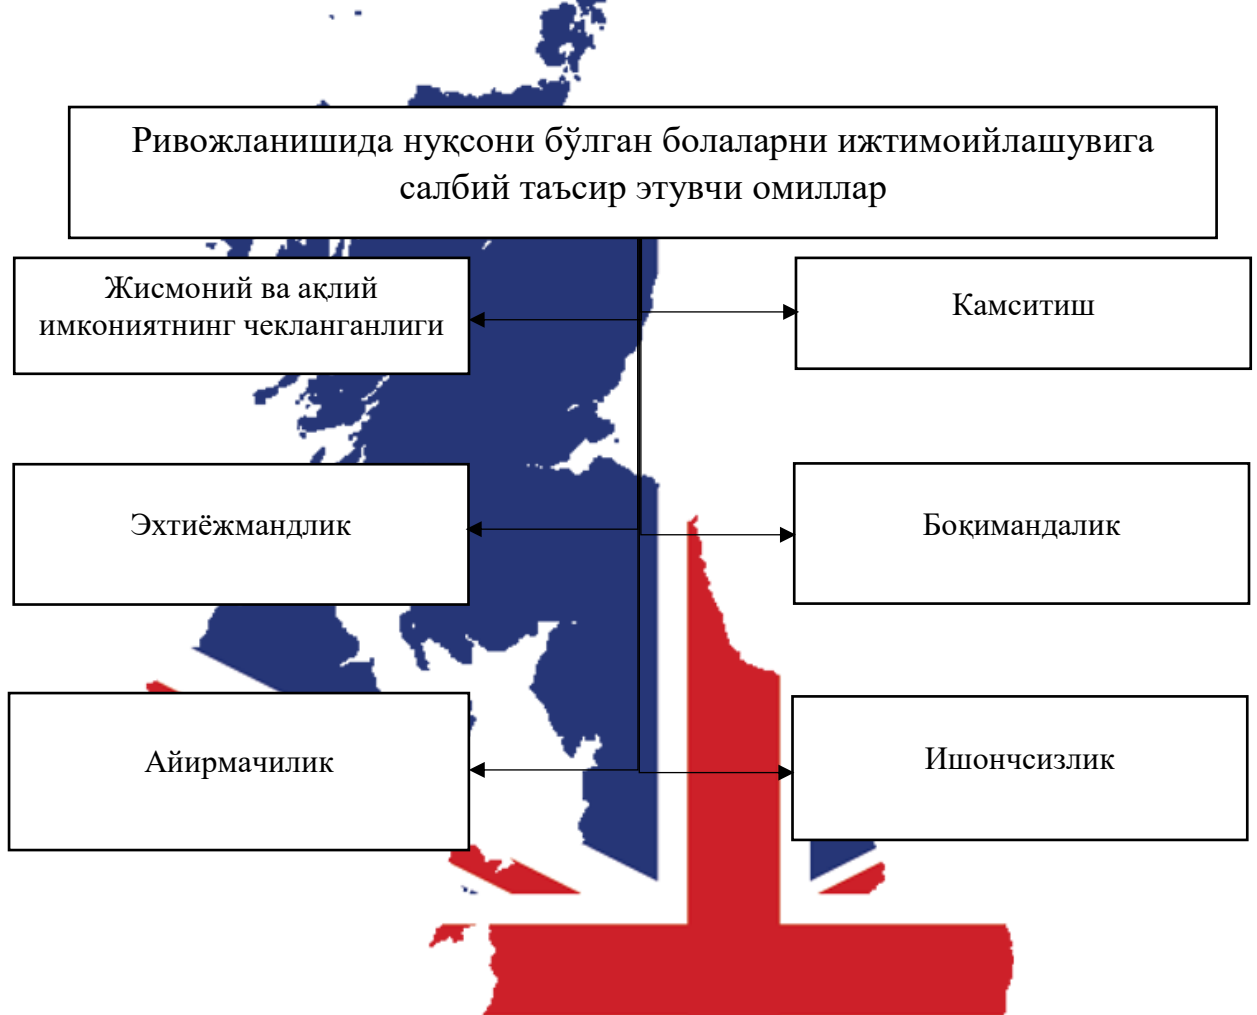 Ривожланишида нуқсони бўлган болаларни ижтимоийлашувига
салбий таъсир этувчи омиллар
Жисмоний ва ақлий
имкониятнинг чекланганлиги
Камситиш
Эхтиёжмандлик
Боқимандалик
Айирмачилик
Ишончсизлик